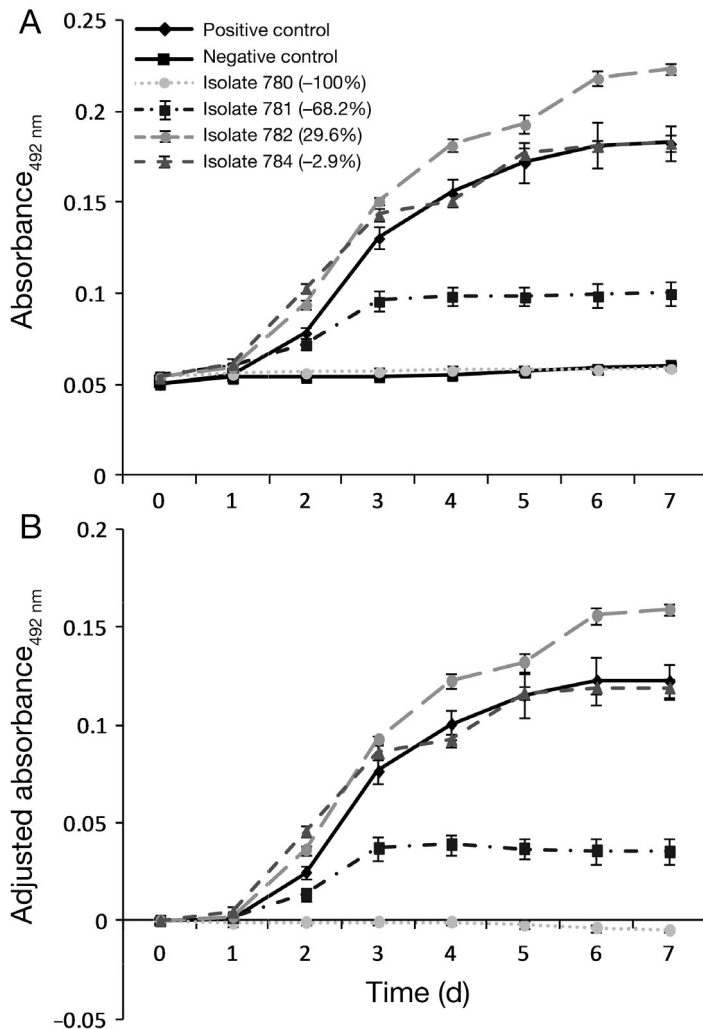 A
Absorbance492 nm
0.25
0.2
0.15
0.1
0.05
0
Positive control
Negative control
Isolate 780 (–100%)
Isolate 781 (–68.2%)
Isolate 782 (29.6%)
Isolate 784 (–2.9%)
0 1 2 3 4 5 6 7
B
Adjusted absorbance492 nm
0.2
0.15
0.1
0.05
0
–0.05
0 1 2 3 4 5 6 7
Time (d)